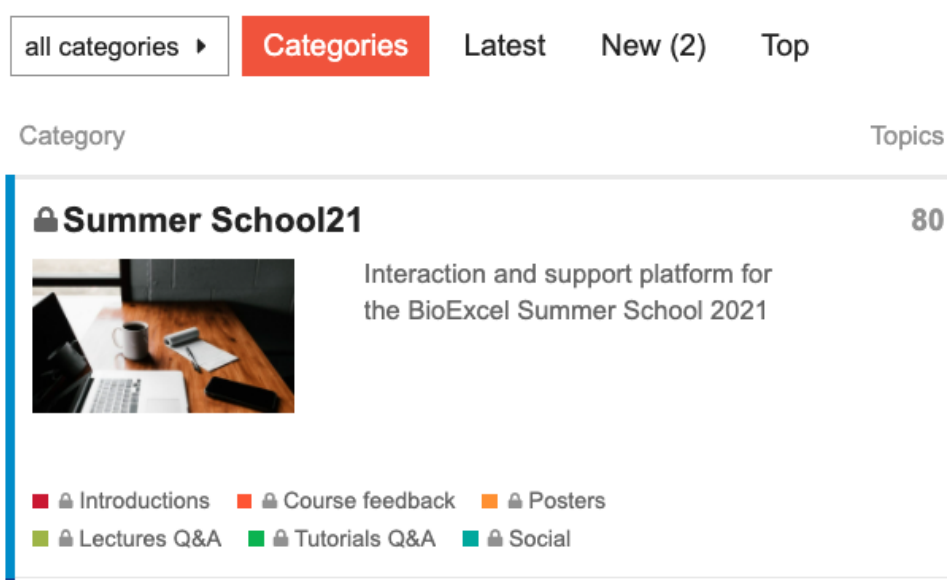 all categories Categories Latest New (2) Top
Category Topics
Summer School21 80
Interaction and support platform for
the BioExcel Summer School 2021
Introductions Course feedback Posters
Lectures Q&A Tutorials Q&A Social